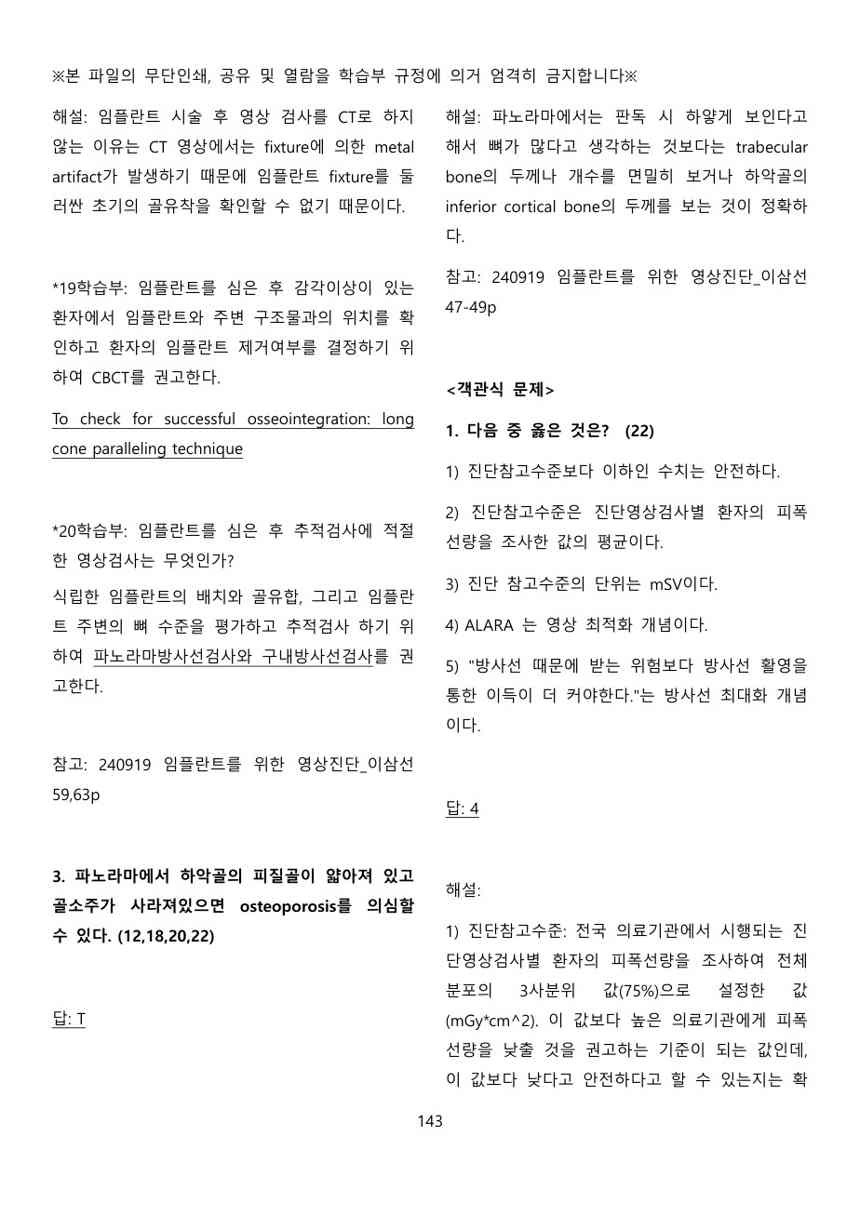 ※본 파일의 무단인쇄, 공유 및 열람을 학습부 규정에 의거 엄격히 금지합니다※
해설: 임플란트 시술 후 영상 검사를 CT로 하지
않는 이유는 CT 영상에서는 fixture에 의한 metal
artifact가 발생하기 때문에 임플란트 fixture를 둘
러싼 초기의 골유착을 확인할 수 없기 때문이다.
*19학습부: 임플란트를 심은 후 감각이상이 있는
환자에서 임플란트와 주변 구조물과의 위치를 확
인하고 환자의 임플란트 제거여부를 결정하기 위
하여 CBCT를 권고한다.
To check for successful osseointegration: long
cone paralleling technique
*20학습부: 임플란트를 심은 후 추적검사에 적절
한 영상검사는 무엇인가?
식립한 임플란트의 배치와 골유합, 그리고 임플란
트 주변의 뼈 수준을 평가하고 추적검사 하기 위
하여 파노라마방사선검사와 구내방사선검사를 권
고한다.
참고: 240919 임플란트를 위한 영상진단_이삼선
59,63p
3. 파노라마에서 하악골의 피질골이 얇아져 있고
골소주가 사라져있으면 osteoporosis를 의심할
수 있다. (12,18,20,22)
답: T
해설: 파노라마에서는 판독 시 하얗게 보인다고
해서 뼈가 많다고 생각하는 것보다는 trabecular
bone의 두께나 개수를 면밀히 보거나 하악골의
inferior cortical bone의 두께를 보는 것이 정확하
다.
참고: 240919 임플란트를 위한 영상진단_이삼선
47-49p
<객관식 문제>
1. 다음 중 옳은 것은? (22)
1) 진단참고수준보다 이하인 수치는 안전하다.
2) 진단참고수준은 진단영상검사별 환자의 피폭
선량을 조사한 값의 평균이다.
3) 진단 참고수준의 단위는 mSV이다.
4) ALARA 는 영상 최적화 개념이다.
5) "방사선 때문에 받는 위험보다 방사선 활영을
통한 이득이 더 커야한다."는 방사선 최대화 개념
이다.
답: 4
해설:
1) 진단참고수준: 전국 의료기관에서 시행되는 진
단영상검사별 환자의 피폭선량을 조사하여 전체
분포의 3사분위 값(75%)으로 설정한 값
(mGy*cm^2). 이 값보다 높은 의료기관에게 피폭
선량을 낮출 것을 권고하는 기준이 되는 값인데,
이 값보다 낮다고 안전하다고 할 수 있는지는 확
143